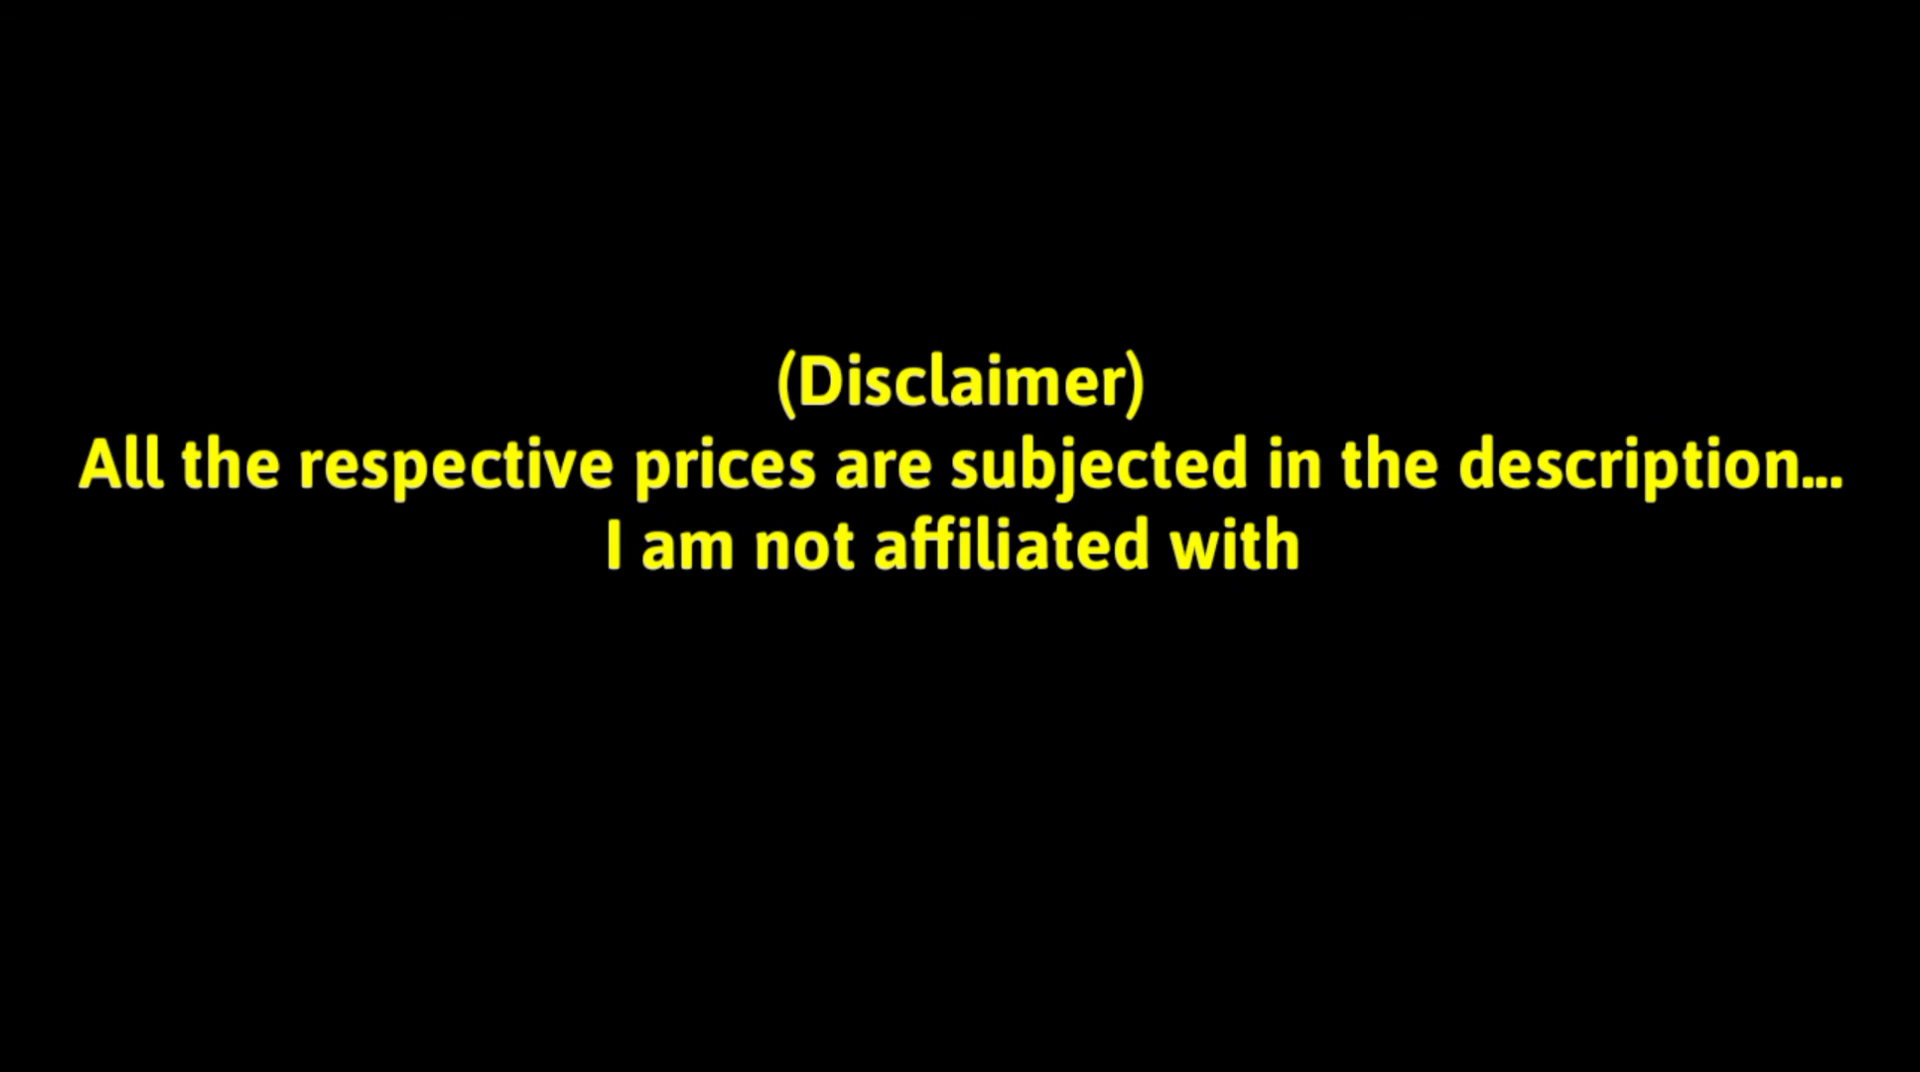 (Disclaimer)
All the respective prices are subjected in the description...
I am not affiliated with